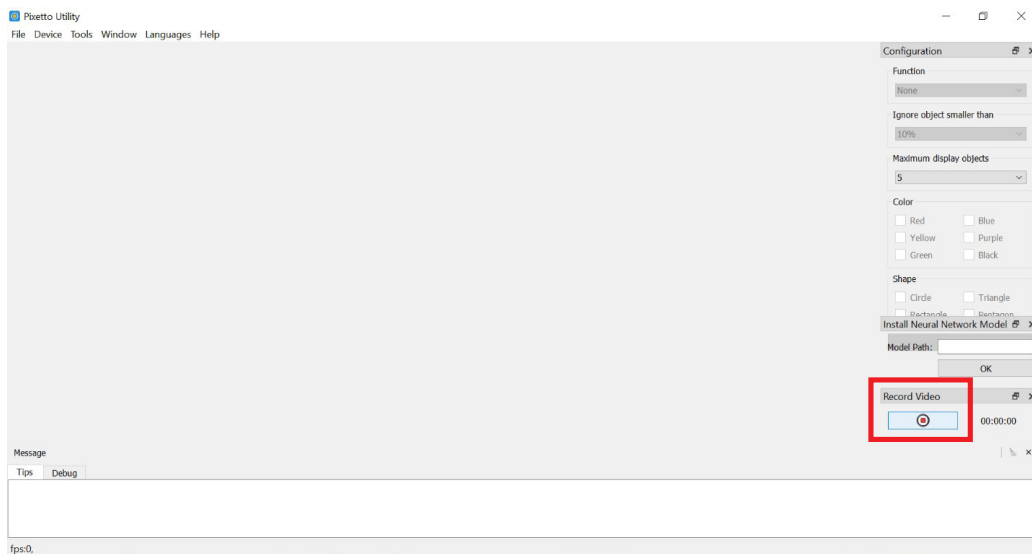 Pixetto Utility
File Device Tools Window Languages Help
Configuration
Function
None
Ignore object smaller than
10%
Maximum display objects
5
Color
Red Blue
Yellow Purple
Green Black
Shape
Circle Triangle
Rectangle Pentagon
Install Neural Network Model
Model Path:
OK
Record Video
00:00:00
Message
Tips Debug
fps:0,